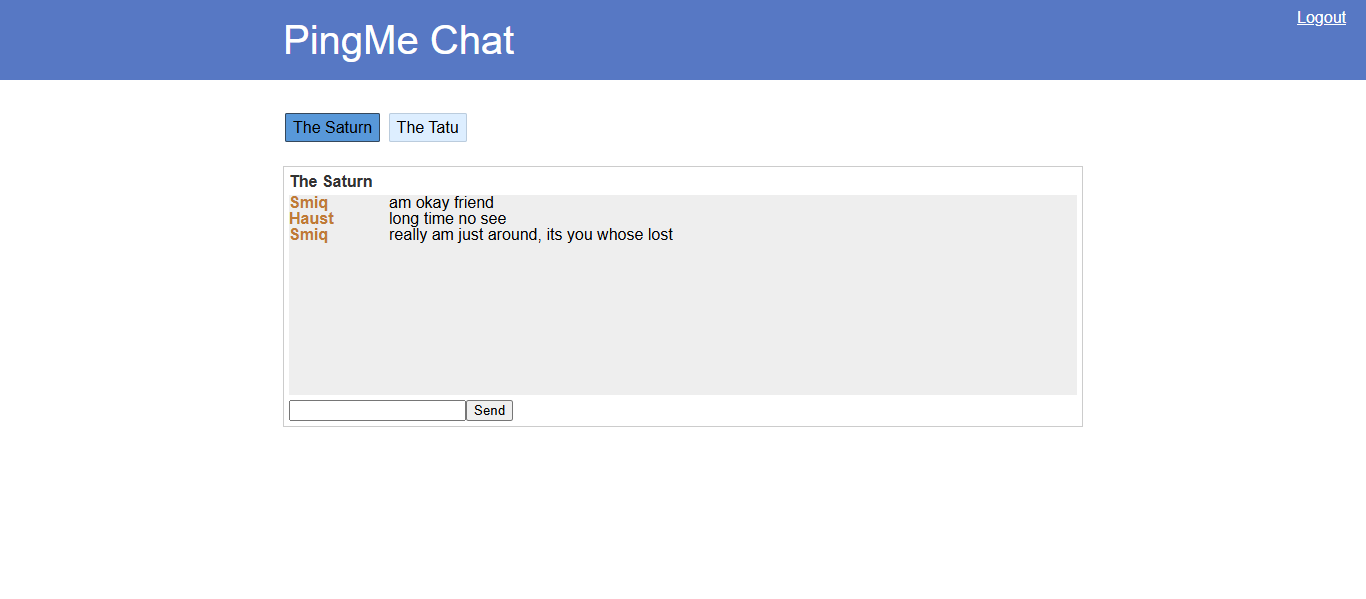 PingMe Chat
Logout
The Saturn
The Tatu
The Saturn
Smiq am okay friend
Haust long time no see
Smiq really am just around, its you whose lost
Send